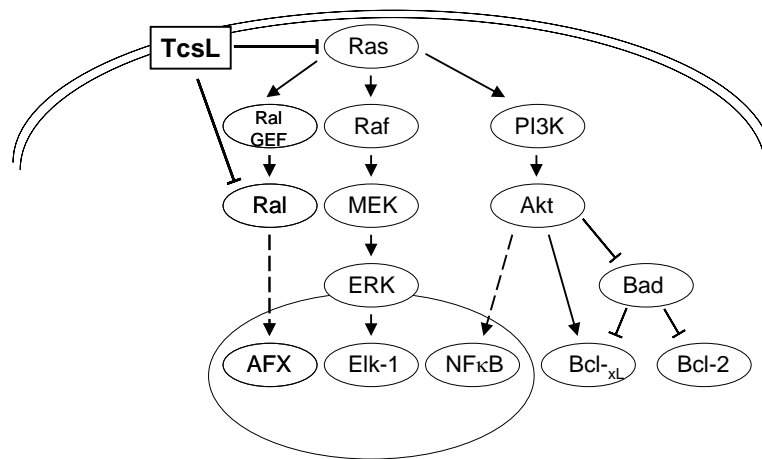 TcsL
Ras
Ral
GEF
Raf
PI3K
Ral
MEK
Akt
ERK
Bad
AFX
Elk-1
NFκB
Bcl-xL
Bcl-2